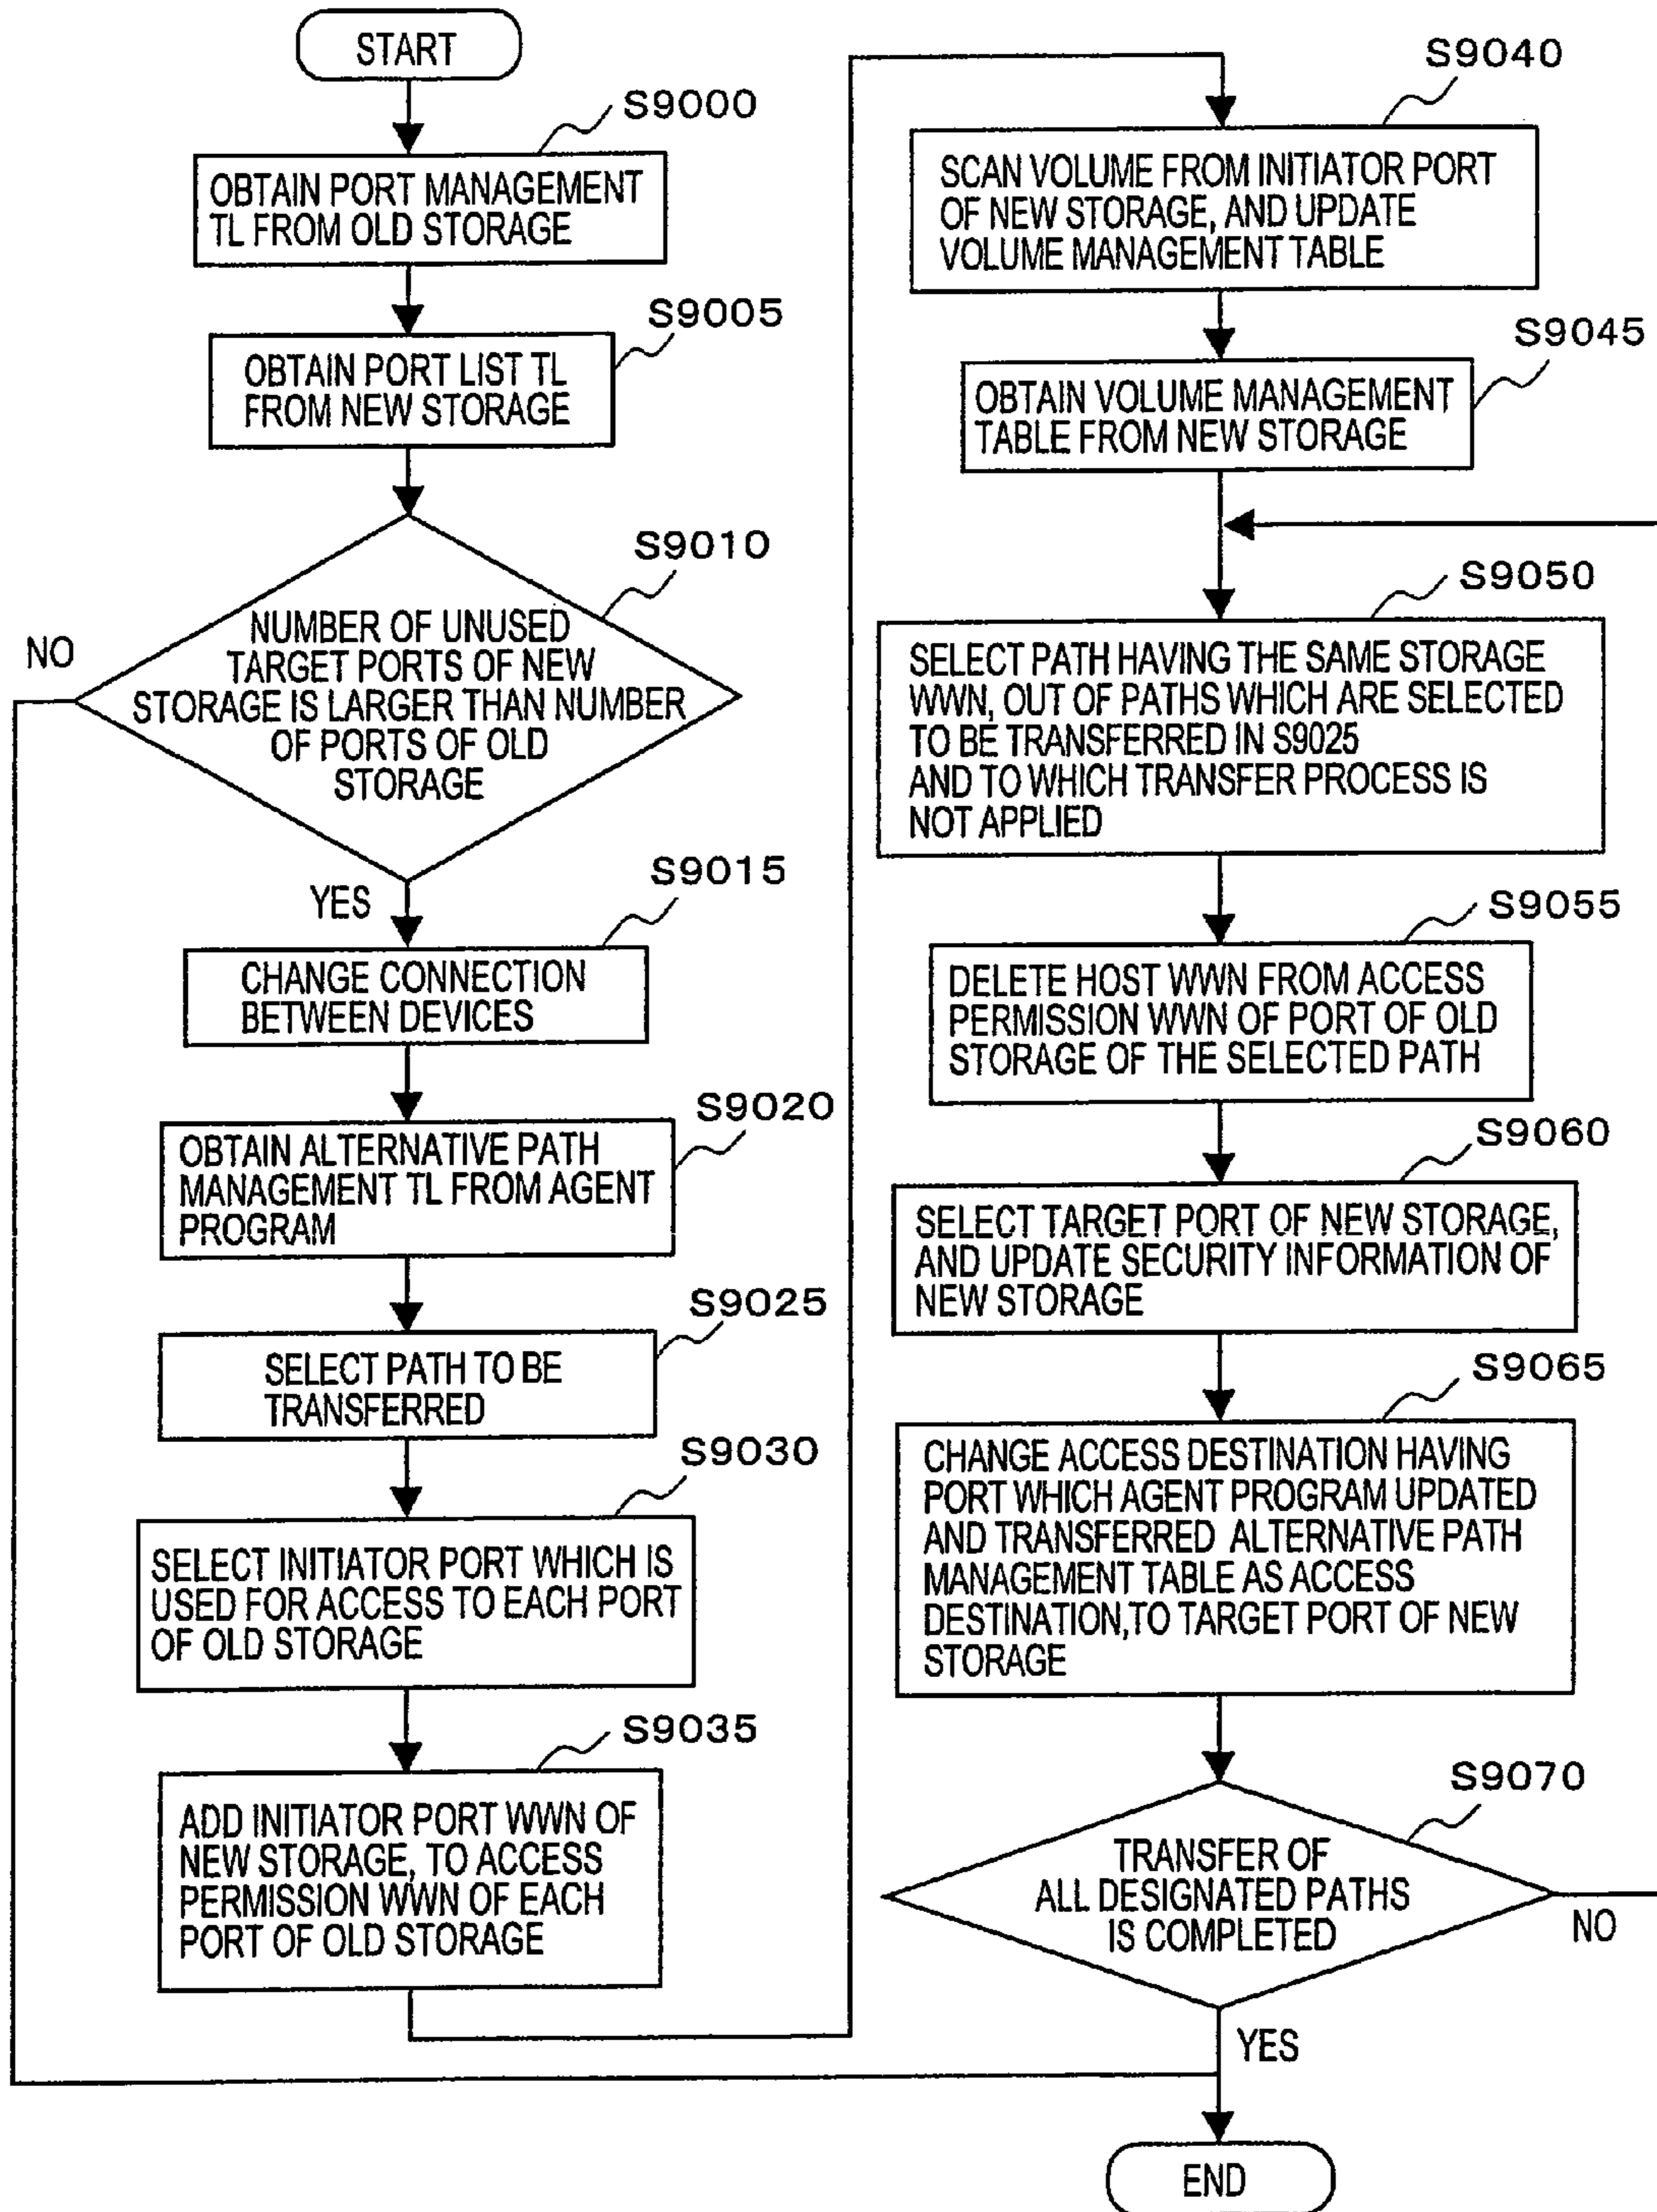 START
S9000
OBTAIN PORT MANAGEMENT
TL FROM OLD STORAGE
S9005
OBTAIN PORT LIST TL
FROM NEW STORAGE
S9010
NUMBER OF UNUSED
TARGET PORTS OF NEW
STORAGE IS LARGER THAN NUMBER
OF PORTS OF OLD
STORAGE
NO
YES
S9015
CHANGE CONNECTION
BETWEEN DEVICES
S9020
OBTAIN ALTERNATIVE PATH
MANAGEMENT TL FROM AGENT
PROGRAM
S9025
SELECT PATH TO BE
TRANSFERRED
S9030
SELECT INITIATOR PORT WHICH IS
USED FOR ACCESS TO EACH PORT
OF OLD STORAGE
S9035
ADD INITIATOR PORT WWN OF
NEW STORAGE, TO ACCESS
PERMISSION WWN OF EACH
PORT OF OLD STORAGE
S9040
SCAN VOLUME FROM INITIATOR PORT
OF NEW STORAGE, AND UPDATE
VOLUME MANAGEMENT TABLE
S9045
OBTAIN VOLUME MANAGEMENT
TABLE FROM NEW STORAGE
S9050
SELECT PATH HAVING THE SAME STORAGE
WWN, OUT OF PATHS WHICH ARE SELECTED
TO BE TRANSFERRED IN S9025
AND TO WHICH TRANSFER PROCESS IS
NOT APPLIED
S9055
DELETE HOST WWN FROM ACCESS
PERMISSION WWN OF PORT OF OLD
STORAGE OF THE SELECTED PATH
S9060
SELECT TARGET PORT OF NEW STORAGE,
AND UPDATE SECURITY INFORMATION OF
NEW STORAGE
S9065
CHANGE ACCESS DESTINATION HAVING
PORT WHICH AGENT PROGRAM UPDATED
AND TRANSFERRED ALTERNATIVE PATH
MANAGEMENT TABLE AS ACCESS
DESTINATION,TO TARGET PORT OF NEW
STORAGE
S9070
TRANSFER OF
ALL DESIGNATED PATHS
IS COMPLETED
NO
YES
END